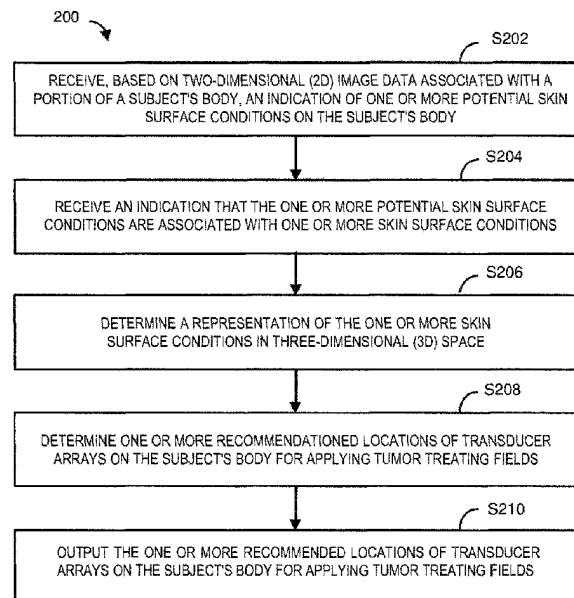 200
S202
RECEIVE, BASED ON TWO-DIMENSIONAL (2D) IMAGE DATA ASSOCIATED WITH A
PORTION OF A SUBJECT'S BODY, AN INDICATION OF ONE OR MORE POTENTIAL SKIN
SURFACE CONDITIONS ON THE SUBJECT'S BODY
S204
RECEIVE AN INDICATION THAT THE ONE OR MORE POTENTIAL SKIN SURFACE
CONDITIONS ARE ASSOCIATED WITH ONE OR MORE SKIN SURFACE CONDITIONS
S206
DETERMINE A REPRESENTATION OF THE ONE OR MORE SKIN
SURFACE CONDITIONS IN THREE-DIMENSIONAL (3D) SPACE
S208
DETERMINE ONE OR MORE RECOMMENDATIONED LOCATIONS OF TRANSDUCER
ARRAYS ON THE SUBJECT'S BODY FOR APPLYING TUMOR TREATING FIELDS
S210
OUTPUT THE ONE OR MORE RECOMMENDED LOCATIONS OF TRANSDUCER
ARRAYS ON THE SUBJECT'S BODY FOR APPLYING TUMOR TREATING FIELDS